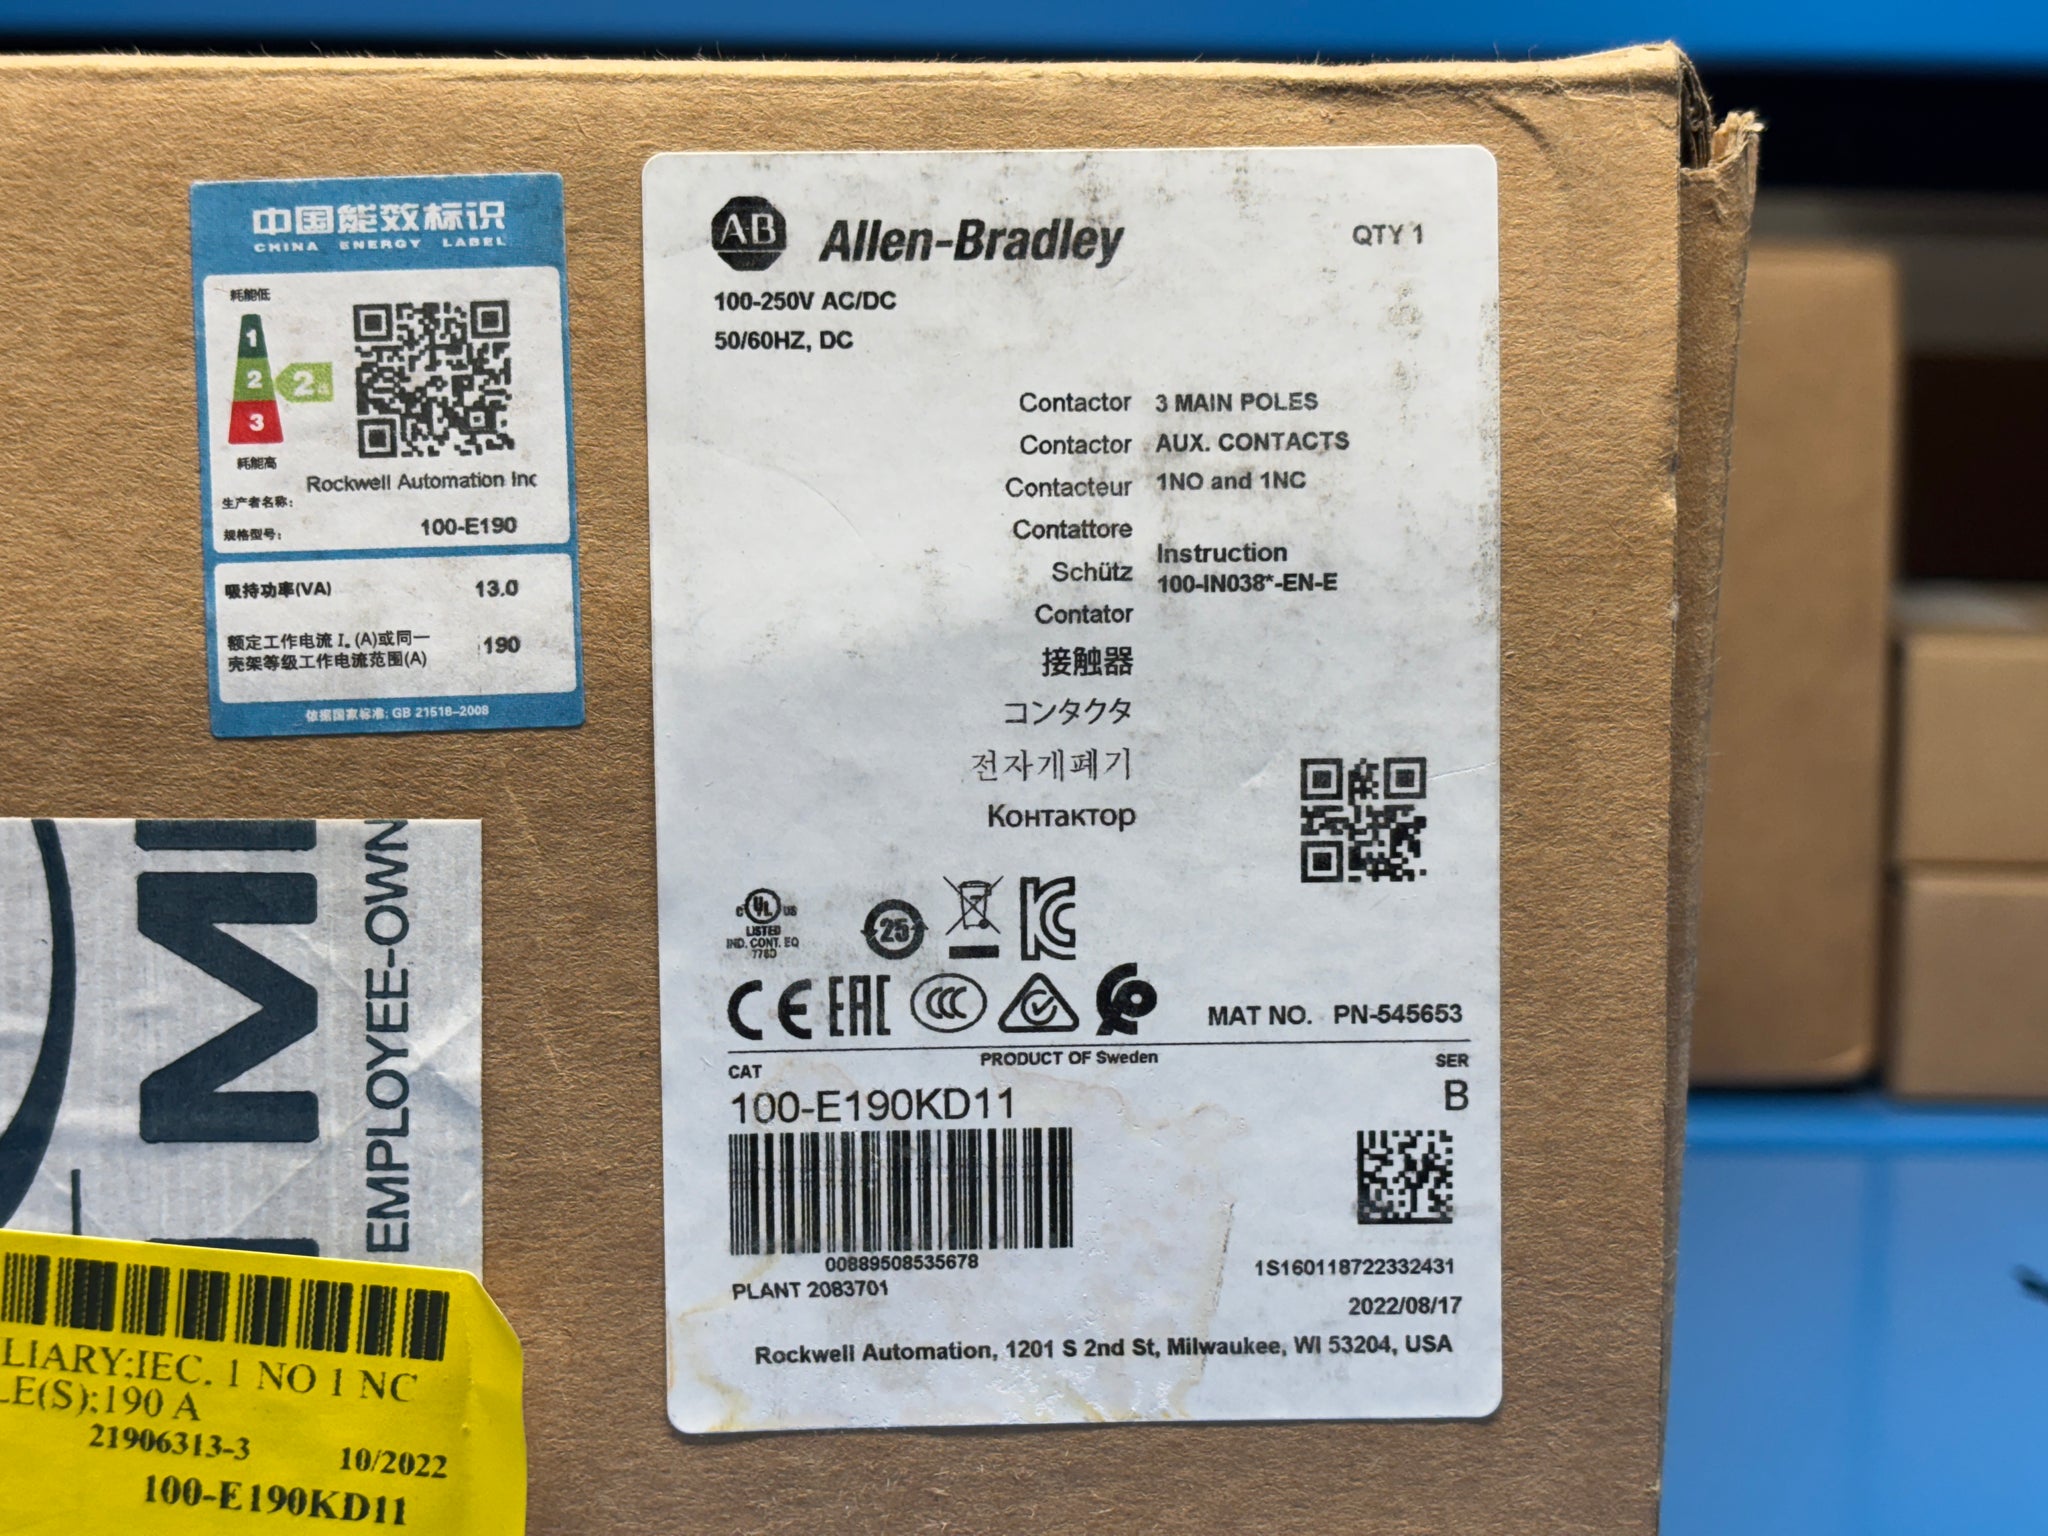 中国能效标识
CHINA ENERGY LABEL
耗能低
1
2
3
2级
耗能高
生产者名称:
Rockwell Automation Inc
规格型号:
100-E190
吸持功率(VA) 13.0
额定工作电流 Iₑ (A)或同一
壳架等级工作电流范围(A)
190
依据国家标准: GB 21518-2008
EMPLOYEE-OWN
LIARY;IEC, 1 NO 1 NC
LE(S);190 A
21906313-3 10/2022
100-E190KD11
AB Allen-Bradley QTY 1
100-250V AC/DC
50/60HZ, DC
Contactor 3 MAIN POLES
Contactor AUX. CONTACTS
Contacteur 1NO and 1NC
Contattore
Instruction
Schütz 100-IN038*-EN-E
Contator
接触器
コンタクタ
전자개폐기
Контактор
C UL US
LISTED
IND. CONT. EQ
25
CE EAC CCC
MAT NO. PN-545653
PRODUCT OF Sweden
CAT SER
100-E190KD11 B
00889508535678
1S160118722332431
PLANT 2083701
2022/08/17
Rockwell Automation, 1201 S 2nd St, Milwaukee, WI 53204, USA